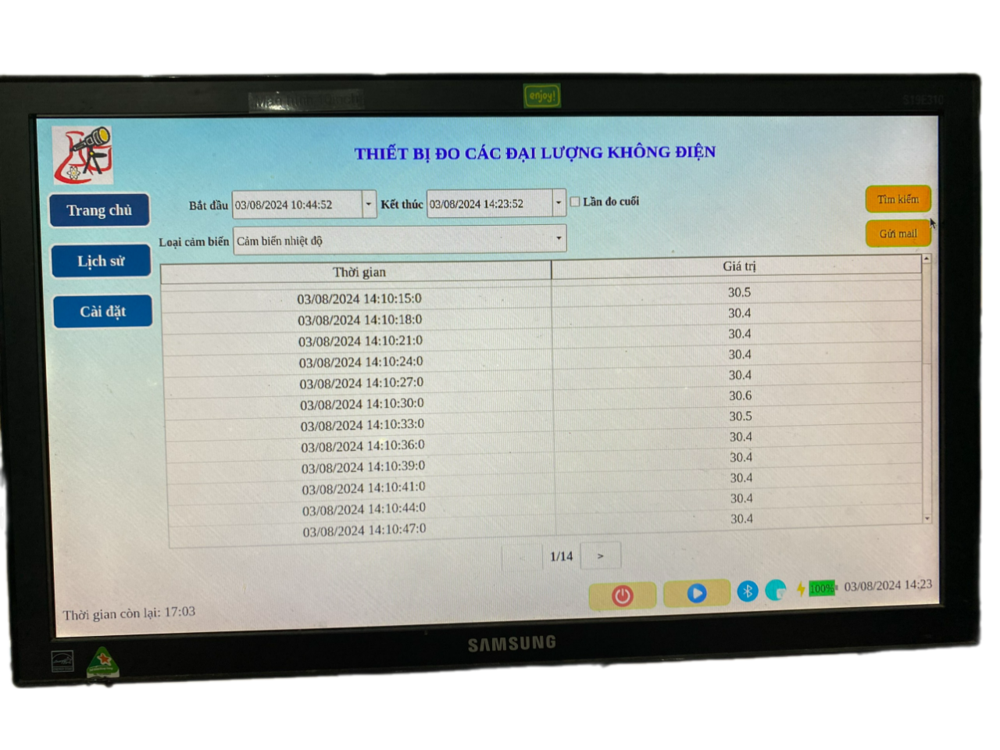 enjoy!
S19E310
THIẾT BỊ ĐO CÁC ĐẠI LƯỢNG KHÔNG ĐIỆN
Trang chủ
Lịch sử
Cài đặt
Bắt đầu 03/08/2024 10:44:52 Kết thúc 03/08/2024 14:23:52 Lần đo cuối
Tìm kiếm
Loại cảm biến Cảm biến nhiệt độ
Gửi mail
Thời gian Giá trị
03/08/2024 14:10:15:0 30.5
03/08/2024 14:10:18:0 30.4
03/08/2024 14:10:21:0 30.4
03/08/2024 14:10:24:0 30.4
03/08/2024 14:10:27:0 30.4
03/08/2024 14:10:30:0 30.6
03/08/2024 14:10:33:0 30.5
03/08/2024 14:10:36:0 30.4
03/08/2024 14:10:39:0 30.4
03/08/2024 14:10:41:0 30.4
03/08/2024 14:10:44:0 30.4
03/08/2024 14:10:47:0 30.4
1/14 >
Thời gian còn lại: 17:03
100% 03/08/2024 14:23
SAMSUNG